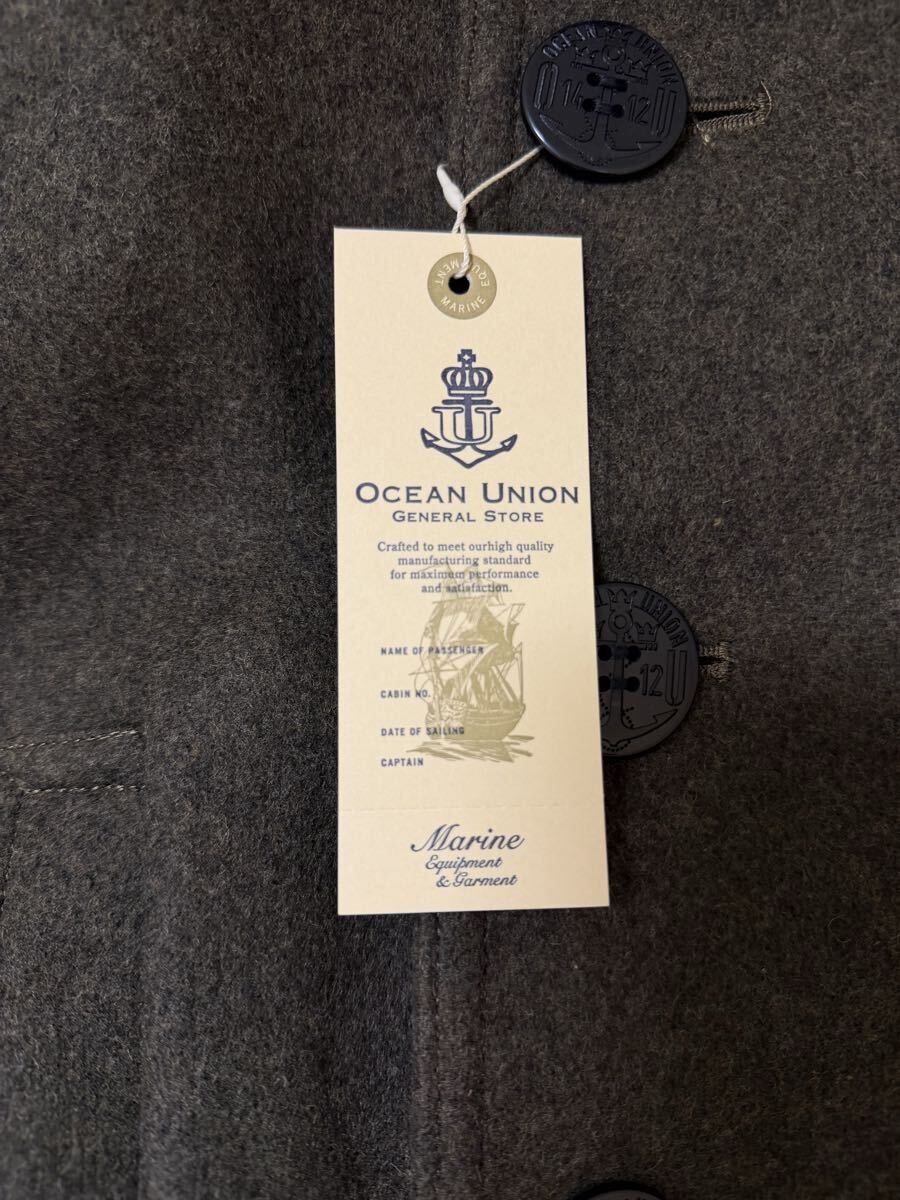 OCEAN UNION
O 14 12 U
MARINE EQUIPMENT
U
OCEAN UNION
GENERAL STORE
Crafted to meet ourhigh quality
manufacturing standard
for maximum performance
and satisfaction.
NAME OF PASSENGER
UNION
12 U
CABIN NO.
DATE OF SAILING
CAPTAIN
Marine
Equipment
& Garment